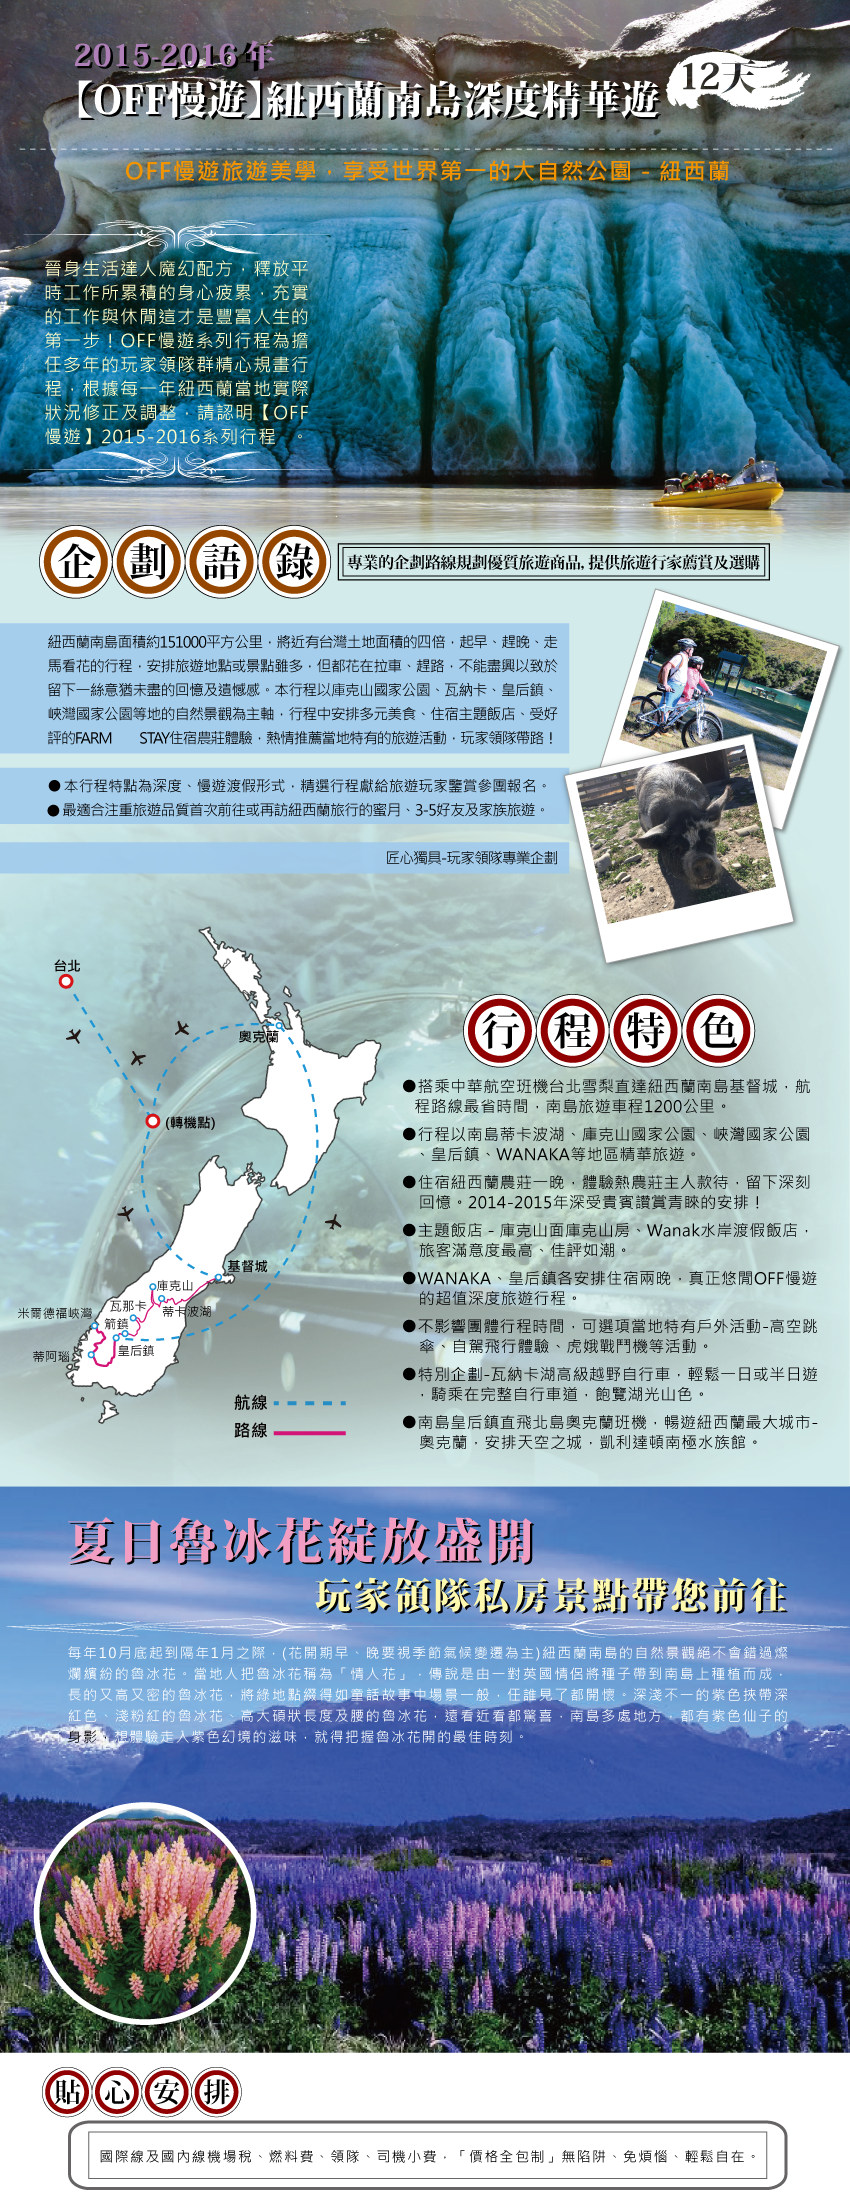 2015-2016年
【OFF慢遊】紐西蘭南島深度精華遊
12天
OFF慢遊旅遊美學，享受世界第一的大自然公園 - 紐西蘭
晉身生活達人魔幻配方，釋放平
時工作所累積的身心疲累，充實
的工作與休閒這才是豐富人生的
第一步！OFF慢遊系列行程為擔
任多年的玩家領隊群精心規畫行
程，根據每一年紐西蘭當地實際
狀況修正及調整，請認明【OFF
慢遊】2015-2016系列行程 。
企劃語錄
專業的企劃路線規劃優質旅遊商品,提供旅遊行家薦賞及選購
紐西蘭南島面積約151000平方公里，將近有台灣土地面積的四倍，起早、趕晚、走
馬看花的行程，安排旅遊地點或景點雖多，但都花在拉車、趕路，不能盡興以致於
留下一絲意猶未盡的回憶及遺憾感。本行程以庫克山國家公園、瓦納卡、皇后鎮、
峽灣國家公園等地的自然景觀為主軸，行程中安排多元美食、住宿主題飯店、受好
評的FARM STAY住宿農莊體驗，熱情推薦當地特有的旅遊活動，玩家領隊帶路！
●本行程特點為深度、慢遊渡假形式，精選行程獻給旅遊玩家鑒賞參團報名。
●最適合注重旅遊品質首次前往或再訪紐西蘭旅行的蜜月、3-5好友及家族旅遊。
匠心獨具-玩家領隊專業企劃
台北
奧克蘭
(轉機點)
基督城
庫克山
瓦那卡
蒂卡波湖
米爾德福峽灣
箭鎮
皇后鎮
蒂阿瑙
航線
路線
行程特色
●搭乘中華航空班機台北雪梨直達紐西蘭南島基督城，航
程路線最省時間，南島旅遊車程1200公里。
●行程以南島蒂卡波湖、庫克山國家公園、峽灣國家公園
、皇后鎮、WANAKA等地區精華旅遊。
●住宿紐西蘭農莊一晚，體驗熱農莊主人款待，留下深刻
回憶。2014-2015年深受貴賓讚賞青睞的安排！
●主題飯店 - 庫克山面庫克山房、Wanak水岸渡假飯店，
旅客滿意度最高、佳評如潮。
●WANAKA、皇后鎮各安排住宿兩晚，真正悠閒OFF慢遊
的超值深度旅遊行程。
●不影響團體行程時間，可選項當地特有戶外活動-高空跳
傘、自駕飛行體驗、虎娥戰鬥機等活動。
●特別企劃-瓦納卡湖高級越野自行車，輕鬆一日或半日遊
，騎乘在完整自行車道，飽覽湖光山色。
●南島皇后鎮直飛北島奧克蘭班機，暢遊紐西蘭最大城市-
奧克蘭，安排天空之城，凱利達頓南極水族館。
夏日魯冰花綻放盛開
玩家領隊私房景點帶您前往
每年10月底起到隔年1月之際，(花開期早、晚要視季節氣候變遷為主)紐西蘭南島的自然景觀絕不會錯過燦
爛繽紛的魯冰花。當地人把魯冰花稱為「情人花」，傳說是由一對英國情侶將種子帶到南島上種植而成，
長的又高又密的魯冰花，將綠地點綴得如童話故事中場景一般，任誰見了都開懷。深淺不一的紫色挾帶深
紅色、淺粉紅的魯冰花、高大碩狀長度及腰的魯冰花，遠看近看都驚喜，南島多處地方，都有紫色仙子的
身影，想體驗走入紫色幻境的滋味，就得把握魯冰花開的最佳時刻。
貼心安排
國際線及國內線機場稅、燃料費、領隊、司機小費，「價格全包制」無陷阱、免煩惱、輕鬆自在。